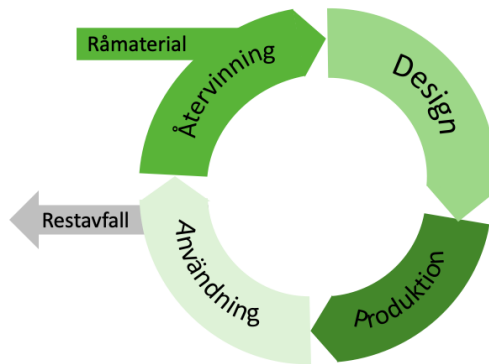 Råmaterial
Återvinning
Design
Restavfall
Användning
Produktion